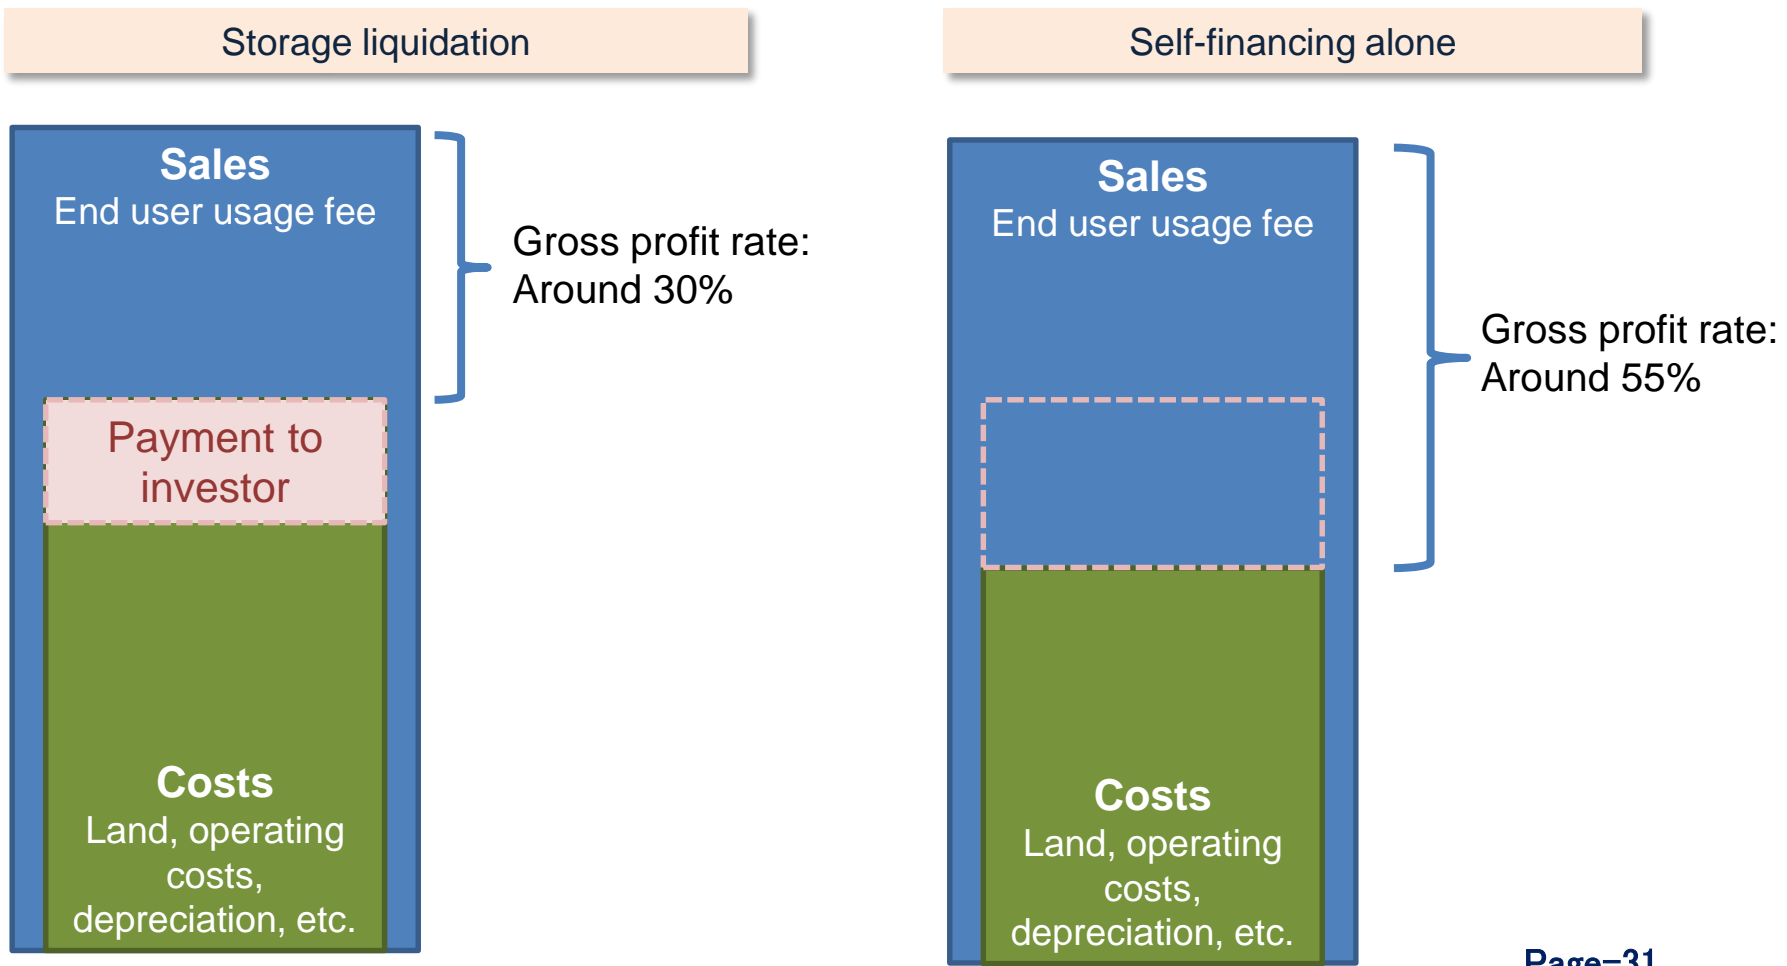 Storage liquidation
Self-financing alone
Sales
End user usage fee
Gross profit rate:
Around 30%
Payment to
investor
Costs
Land, operating
costs,
depreciation, etc.
Sales
End user usage fee
Gross profit rate:
Around 55%
Costs
Land, operating
costs,
depreciation, etc.
Page-31